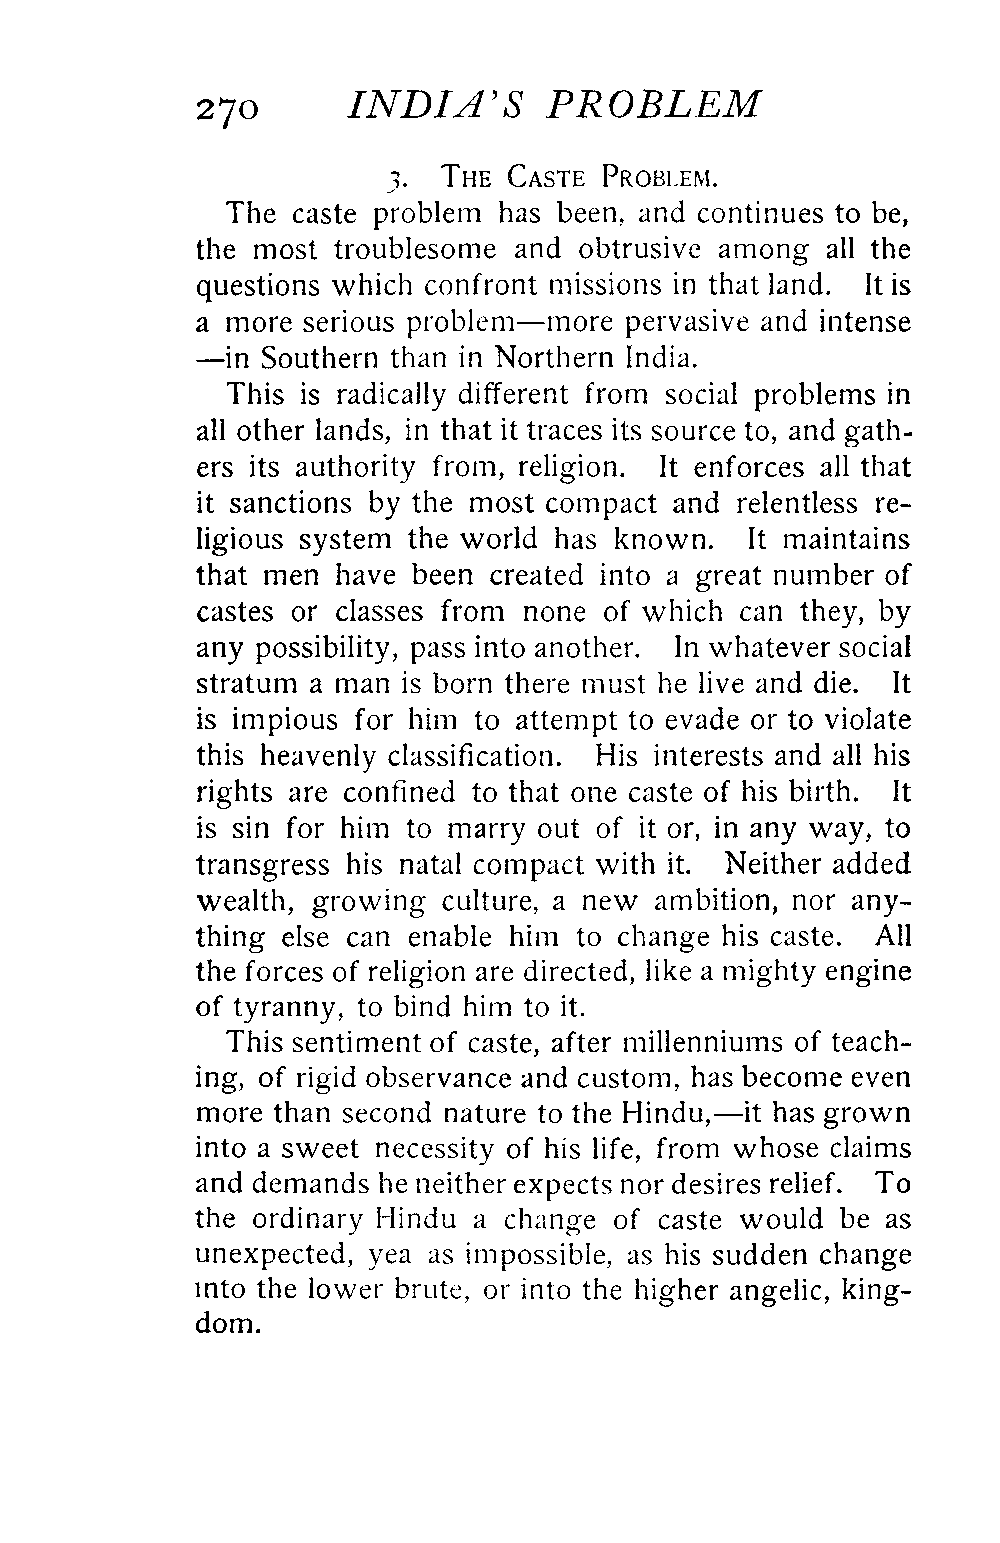 270 INDIA'S PROBLEM
3. THE CASTE PROBLEM.
The caste problem has been, and continues to be,
the most troublesome and obtrusive among all the
questions which confront missions in that land. It is
a more serious problem—more pervasive and intense
—in Southern than in Northern India.
This is radically different from social problems in
all other lands, in that it traces its source to, and gath-
ers its authority from, religion. It enforces all that
it sanctions by the most compact and relentless re-
ligious system the world has known. It maintains
that men have been created into a great number of
castes or classes from none of which can they, by
any possibility, pass into another. In whatever social
stratum a man is born there must he live and die. It
is impious for him to attempt to evade or to violate
this heavenly classification. His interests and all his
rights are confined to that one caste of his birth. It
is sin for him to marry out of it or, in any way, to
transgress his natal compact with it. Neither added
wealth, growing culture, a new ambition, nor any-
thing else can enable him to change his caste. All
the forces of religion are directed, like a mighty engine
of tyranny, to bind him to it.
This sentiment of caste, after millenniums of teach-
ing, of rigid observance and custom, has become even
more than second nature to the Hindu,—it has grown
into a sweet necessity of his life, from whose claims
and demands he neither expects nor desires relief. To
the ordinary Hindu a change of caste would be as
unexpected, yea as impossible, as his sudden change
into the lower brute, or into the higher angelic, king-
dom.